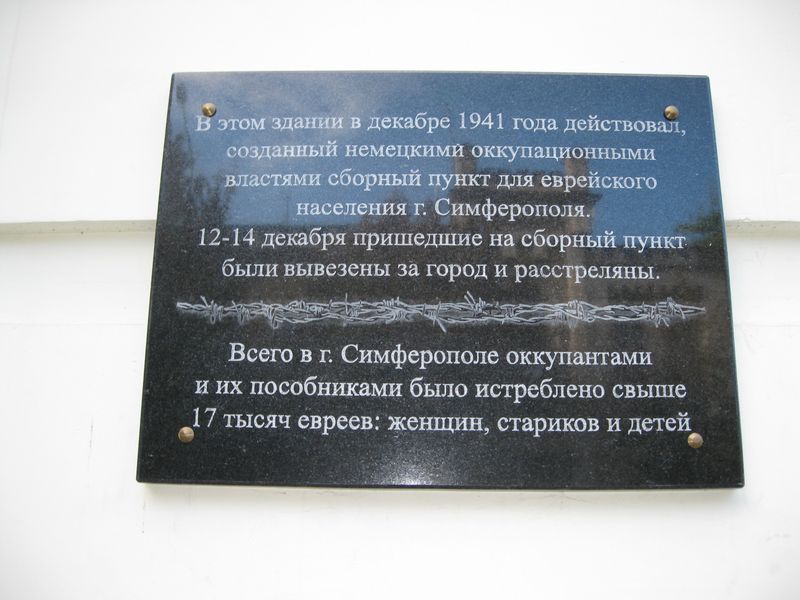 В этом здании в декабре 1941 года действовал,
созданный немецкими оккупационными
властями сборный пункт для еврейского
населения г. Симферополя.
12-14 декабря пришедшие на сборный пункт
были вывезены за город и расстреляны.
Всего в г. Симферополе оккупантами
и их пособниками было истреблено свыше
17 тысяч евреев: женщин, стариков и детей